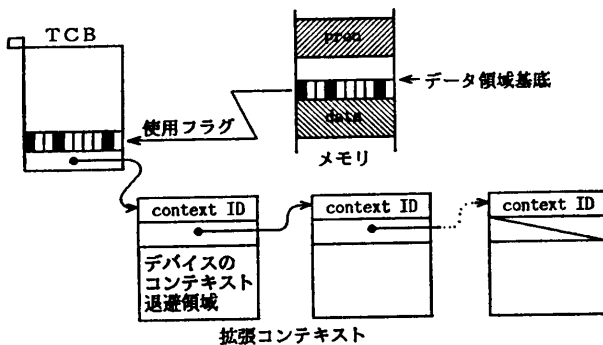 TCB
proc
データ領域基底
使用フラグ
data
メモリ
context ID
context ID
context ID
デバイスの
コンテキスト
退避領域
拡張コンテキスト